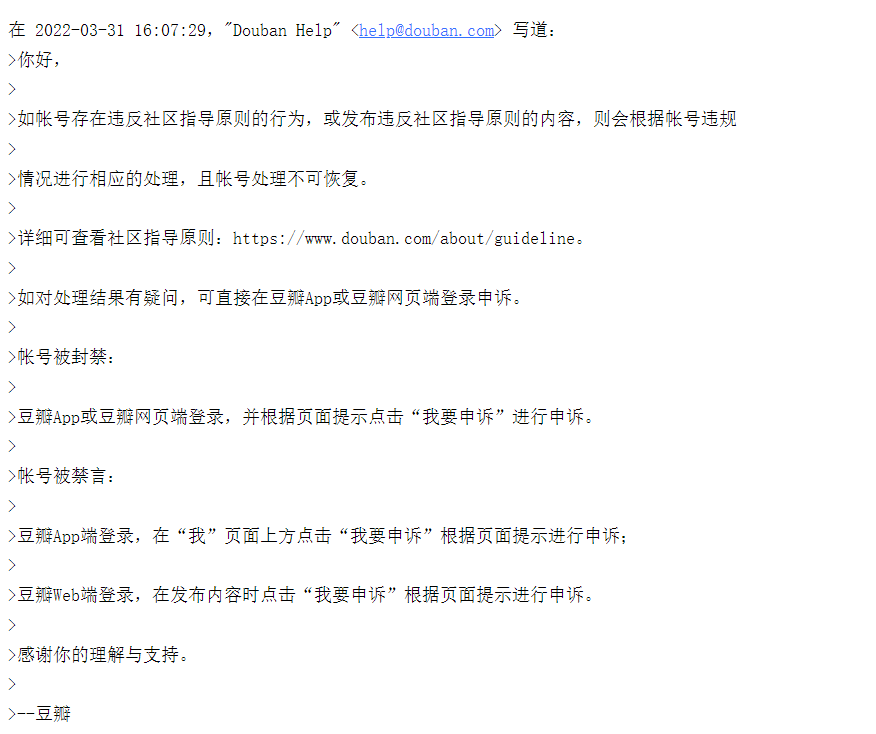 在 2022-03-31 16:07:29，"Douban Help" <help@douban.com> 写道：
>你好，
>
>如帐号存在违反社区指导原则的行为，或发布违反社区指导原则的内容，则会根据帐号违规
>
>情况进行相应的处理，且帐号处理不可恢复。
>
>详细可查看社区指导原则：https://www.douban.com/about/guideline。
>
>如对处理结果有疑问，可直接在豆瓣App或豆瓣网页端登录申诉。
>
>帐号被封禁：
>
>豆瓣App或豆瓣网页端登录，并根据页面提示点击“我要申诉”进行申诉。
>
>帐号被禁言：
>
>豆瓣App端登录，在“我”页面上方点击“我要申诉”根据页面提示进行申诉；
>
>豆瓣Web端登录，在发布内容时点击“我要申诉”根据页面提示进行申诉。
>
>感谢你的理解与支持。
>
>--豆瓣